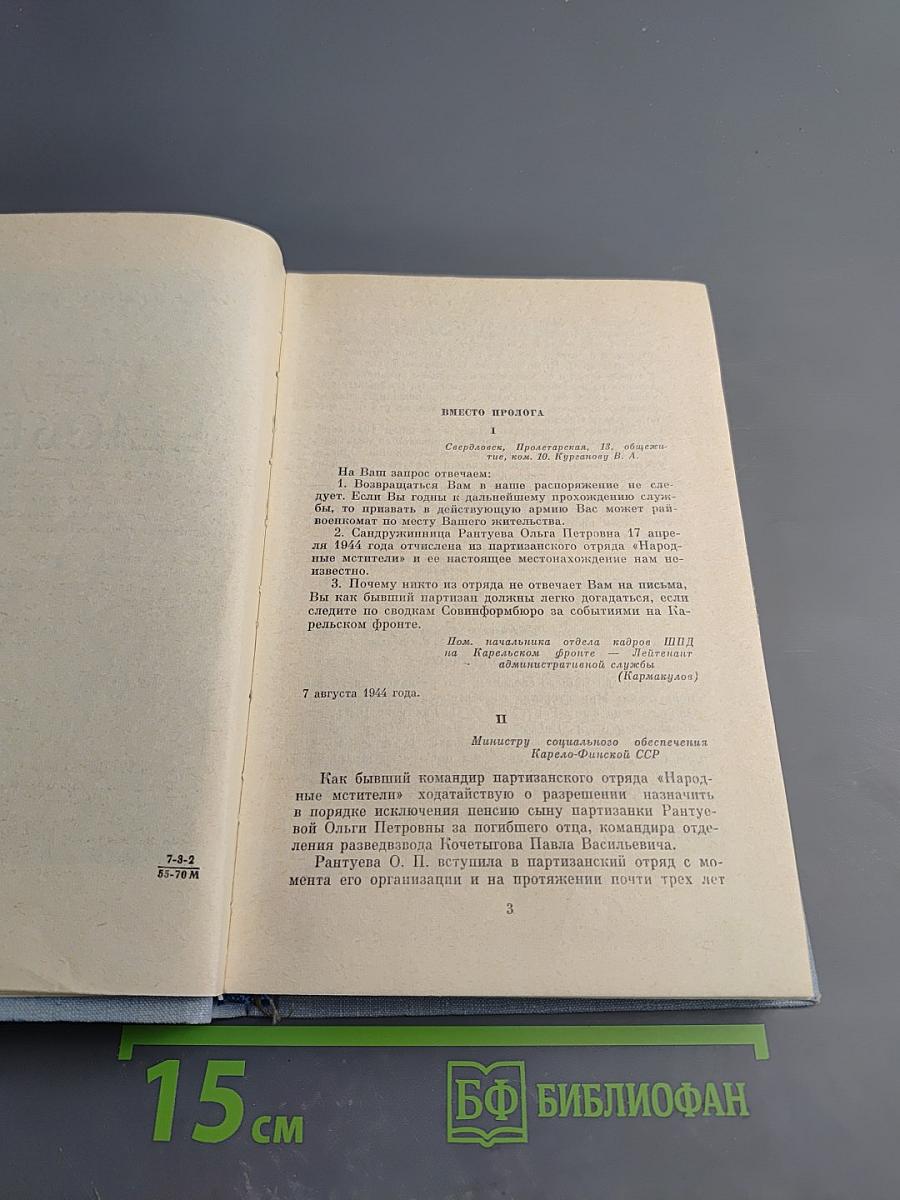 7-3-2
55-70 М
ВМЕСТО ПРОЛОГА
I
Свердловск, Пролетарская, 13, общежи-
тие, ком. 10. Курганову В. А.
На Ваш запрос отвечаем:
1. Возвращаться Вам в наше распоряжение не сле-
дует. Если Вы годны к дальнейшему прохождению служ-
бы, то призвать в действующую армию Вас может рай-
военкомат по месту Вашего жительства.
2. Сандружинница Рантуева Ольга Петровна 17 апре-
ля 1944 года отчислена из партизанского отряда «Народ-
ные мстители» и ее настоящее местонахождение нам не-
известно.
3. Почему никто из отряда не отвечает Вам на письма,
Вы как бывший партизан должны легко догадаться, если
следите по сводкам Совинформбюро за событиями на Ка-
рельском фронте.
Пом. начальника отдела кадров ШПД
на Карельском фронте — Лейтенант
административной службы
(Кармакулов)
7 августа 1944 года.
II
Министру социального обеспечения
Карело-Финской ССР
Как бывший командир партизанского отряда «Народ-
ные мстители» ходатайствую о разрешении назначить
в порядке исключения пенсию сыну партизанки Рантуе-
вой Ольги Петровны за погибшего отца, командира отде-
ления разведвзвода Кочетыгова Павла Васильевича.
Рантуева О. П. вступила в партизанский отряд с мо-
мента его организации и на протяжении почти трех лет
3
15 см
БФ БИБЛИОФАН